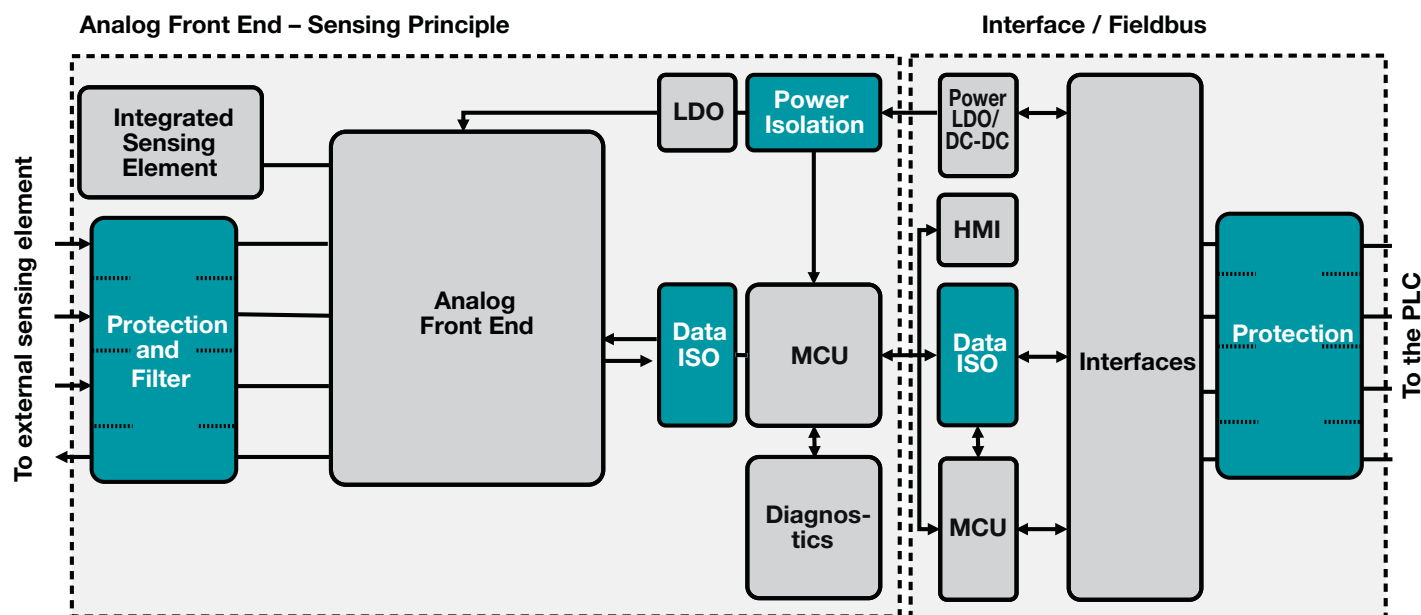 Analog Front End – Sensing Principle
Interface / Fieldbus
Integrated
Sensing
Element
LDO
Power
Isolation
Power
LDO/
DC-DC
To external sensing element
Protection
and
Filter
Analog
Front End
Data
ISO
MCU
Diagnos-
tics
HMI
Data
ISO
MCU
Interfaces
Protection
To the PLC